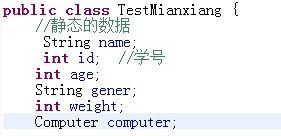 public class TestMianxiang {
//静态的数据
String name;
int id;  //学号
int age;
String gener;
int weight;
Computer computer;